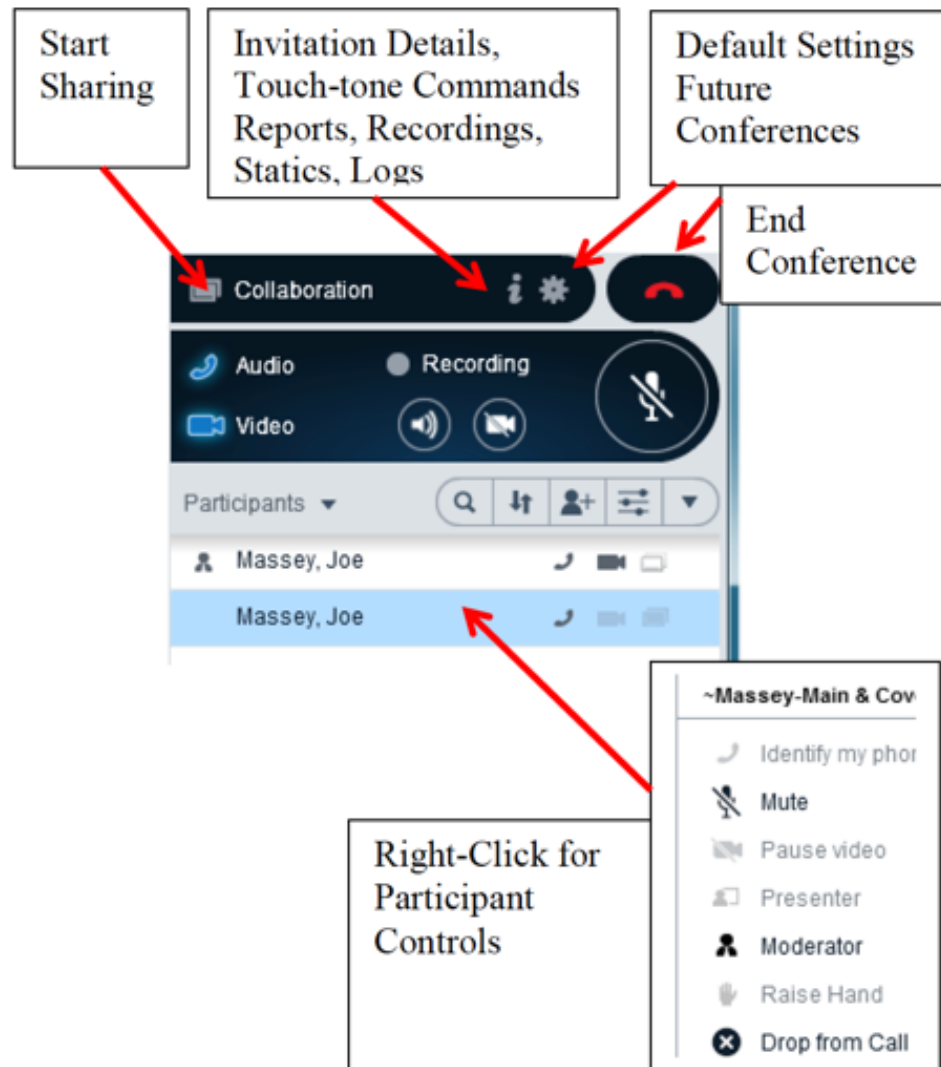 Start
Sharing
Invitation Details,
Touch-tone Commands
Reports, Recordings,
Statics, Logs
Default Settings
Future
Conferences
End
Conference
Collaboration
Audio
Recording
Video
Participants
Massey, Joe
Massey, Joe
Right-Click for
Participant
Controls
~Massey-Main & Cov
Identify my phor
Mute
Pause video
Presenter
Moderator
Raise Hand
Drop from Call